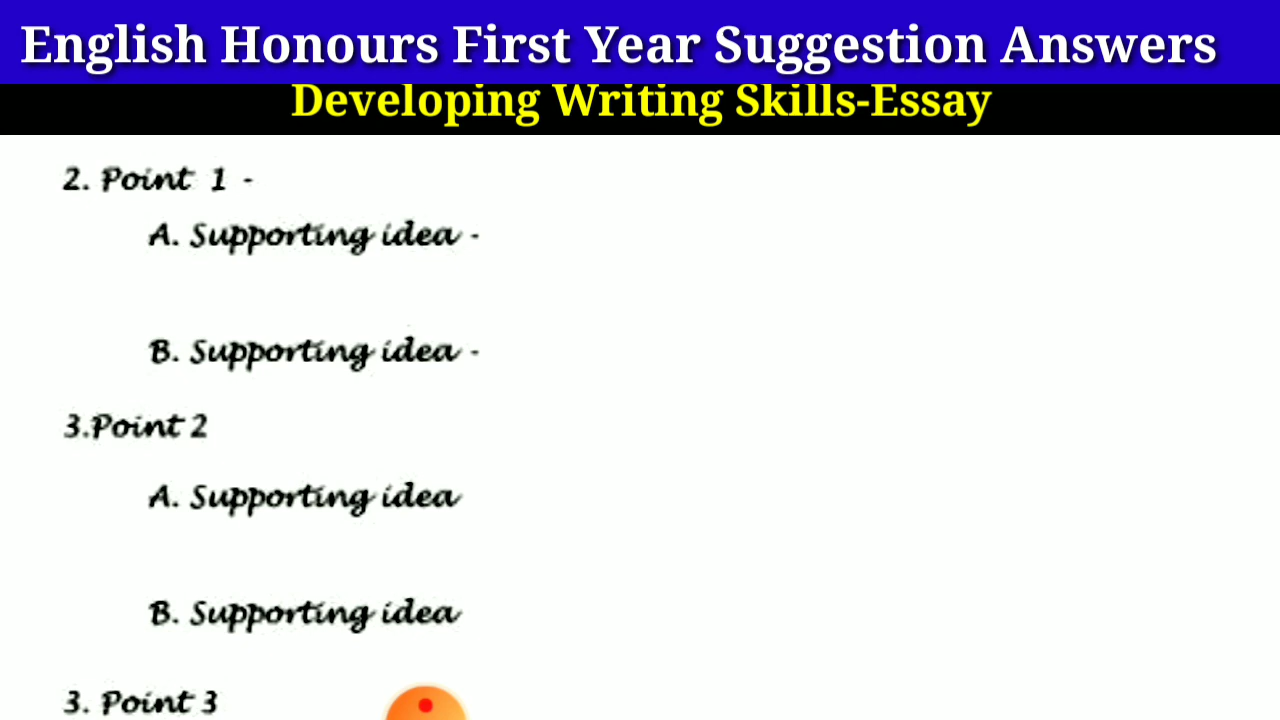 English Honours First Year Suggestion Answers
Developing Writing Skills-Essay
2. Point 1 -
A. Supporting idea -
B. Supporting idea -
3.Point 2
A. Supporting idea
B. Supporting idea
3. Point 3